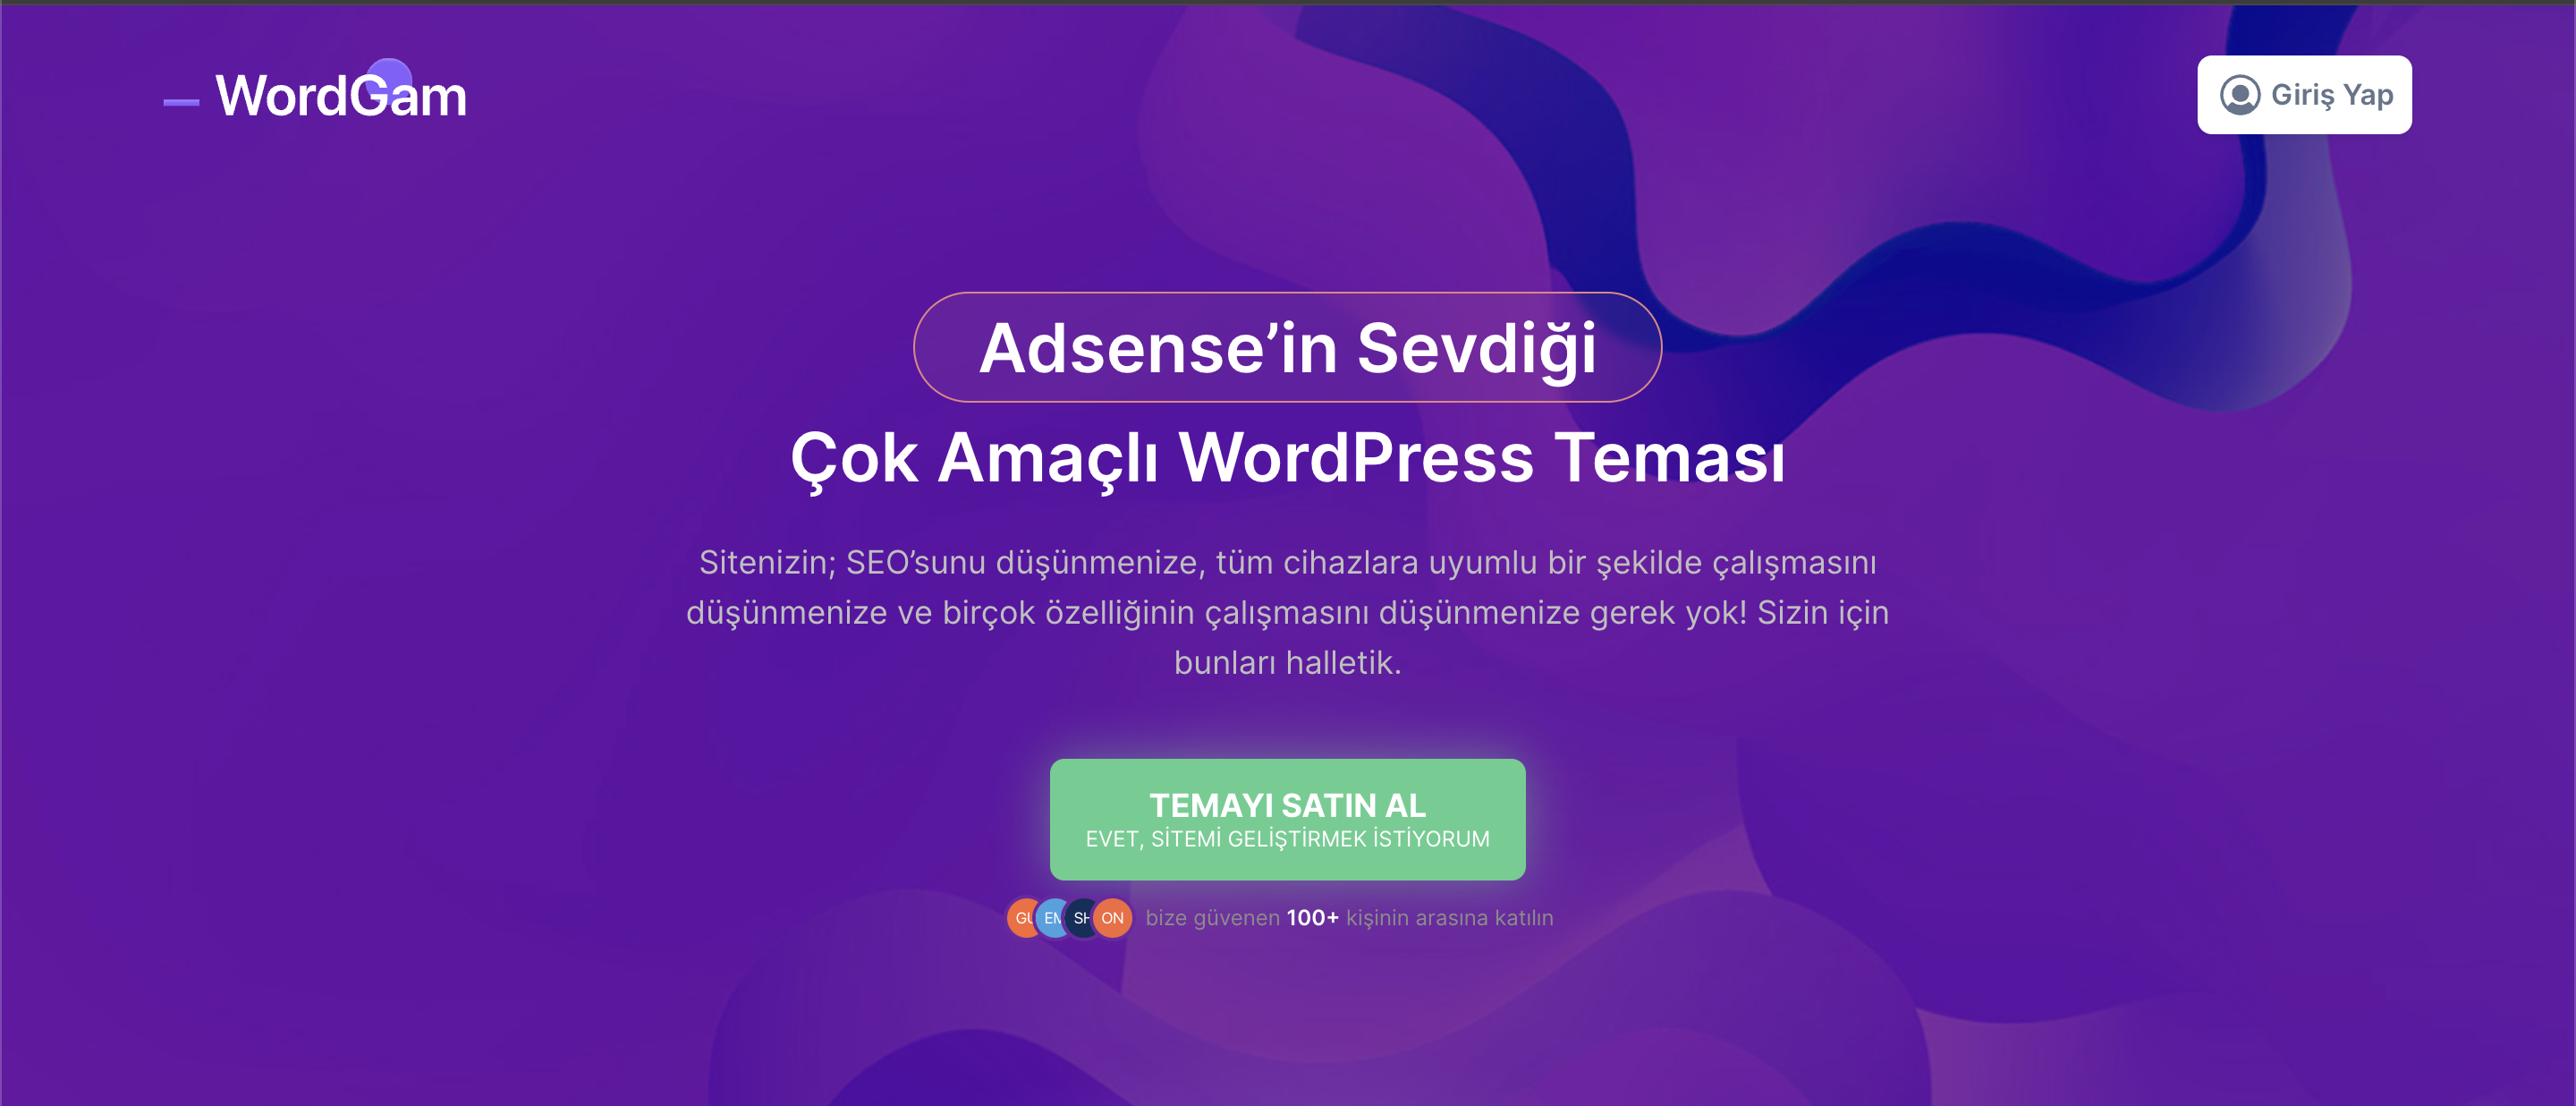 WordGam
Giriş Yap
Adsense’in Sevdiği
Çok Amaçlı WordPress Teması
Sitenizin; SEO’sunu düşünmenize, tüm cihazlara uyumlu bir şekilde çalışmasını
düşünmenize ve birçok özelliğinin çalışmasını düşünmenize gerek yok! Sizin için
bunları halletik.
TEMAYI SATIN AL
EVET, SİTEMİ GELİŞTİRMEK İSTİYORUM
GU EM SH ON bize güvenen 100+ kişinin arasına katılın